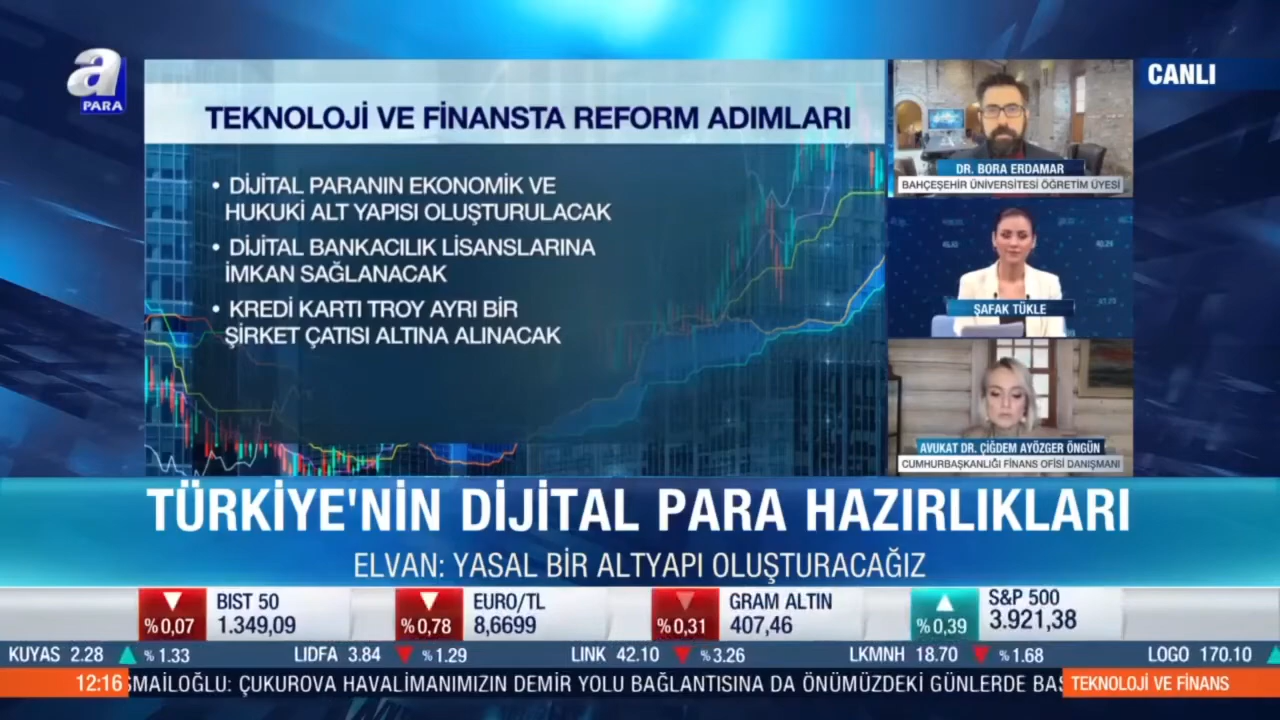 a
PARA
CANLI
TEKNOLOJİ VE FİNANSTA REFORM ADIMLARI
• DİJİTAL PARANIN EKONOMİK VE
HUKUKİ ALT YAPISI OLUŞTURULACAK
• DİJİTAL BANKACILIK LİSANSLARINA
İMKAN SAĞLANACAK
• KREDİ KARTI TROY AYRI BİR
ŞİRKET ÇATISI ALTINA ALINACAK
DR. BORA ERDAMAR
BAHÇEŞEHİR ÜNİVERSİTESİ ÖĞRETİM ÜYESİ
ŞAFAK TÜKLE
AVUKAT DR. ÇİĞDEM AYÖZGER ÖNGÜN
CUMHURBAŞKANLIĞI FİNANS OFİSİ DANIŞMANI
TÜRKİYE'NİN DİJİTAL PARA HAZIRLIKLARI
ELVAN: YASAL BİR ALTYAPI OLUŞTURACAĞIZ
%0,07 BIST 50 1.349,09
%0,78 EURO/TL 8,6699
%0,31 GRAM ALTIN 407,46
%0,39 S&P 500 3.921,38
KUYAS 2.28 %1.33 LIDFA 3.84 %1.29 LINK 42.10 %3.26 LKMNH 18.70 %1.68 LOGO 170.10
12:16 SMAİLOĞLU: ÇUKUROVA HAVALİMANIMIZIN DEMİR YOLU BAĞLANTISINA DA ÖNÜMÜZDEKİ GÜNLERDE BAŞ TEKNOLOJİ VE FİNANS